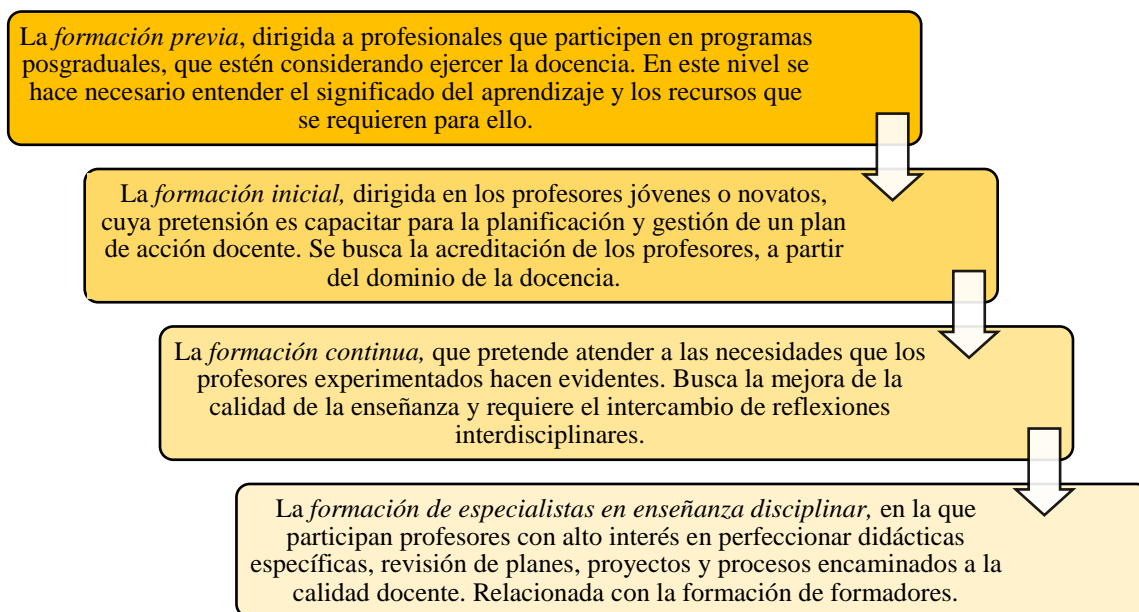 La formación previa, dirigida a profesionales que participen en programas
posgraduales, que estén considerando ejercer la docencia. En este nivel se
hace necesario entender el significado del aprendizaje y los recursos que
se requieren para ello.
La formación inicial, dirigida en los profesores jóvenes o novatos,
cuya pretensión es capacitar para la planificación y gestión de un plan
de acción docente. Se busca la acreditación de los profesores, a partir
del dominio de la docencia.
La formación continua, que pretende atender a las necesidades que los
profesores experimentados hacen evidentes. Busca la mejora de la
calidad de la enseñanza y requiere el intercambio de reflexiones
interdisciplinares.
La formación de especialistas en enseñanza disciplinar, en la que
participan profesores con alto interés en perfeccionar didácticas
específicas, revisión de planes, proyectos y procesos encaminados a la
calidad docente. Relacionada con la formación de formadores.